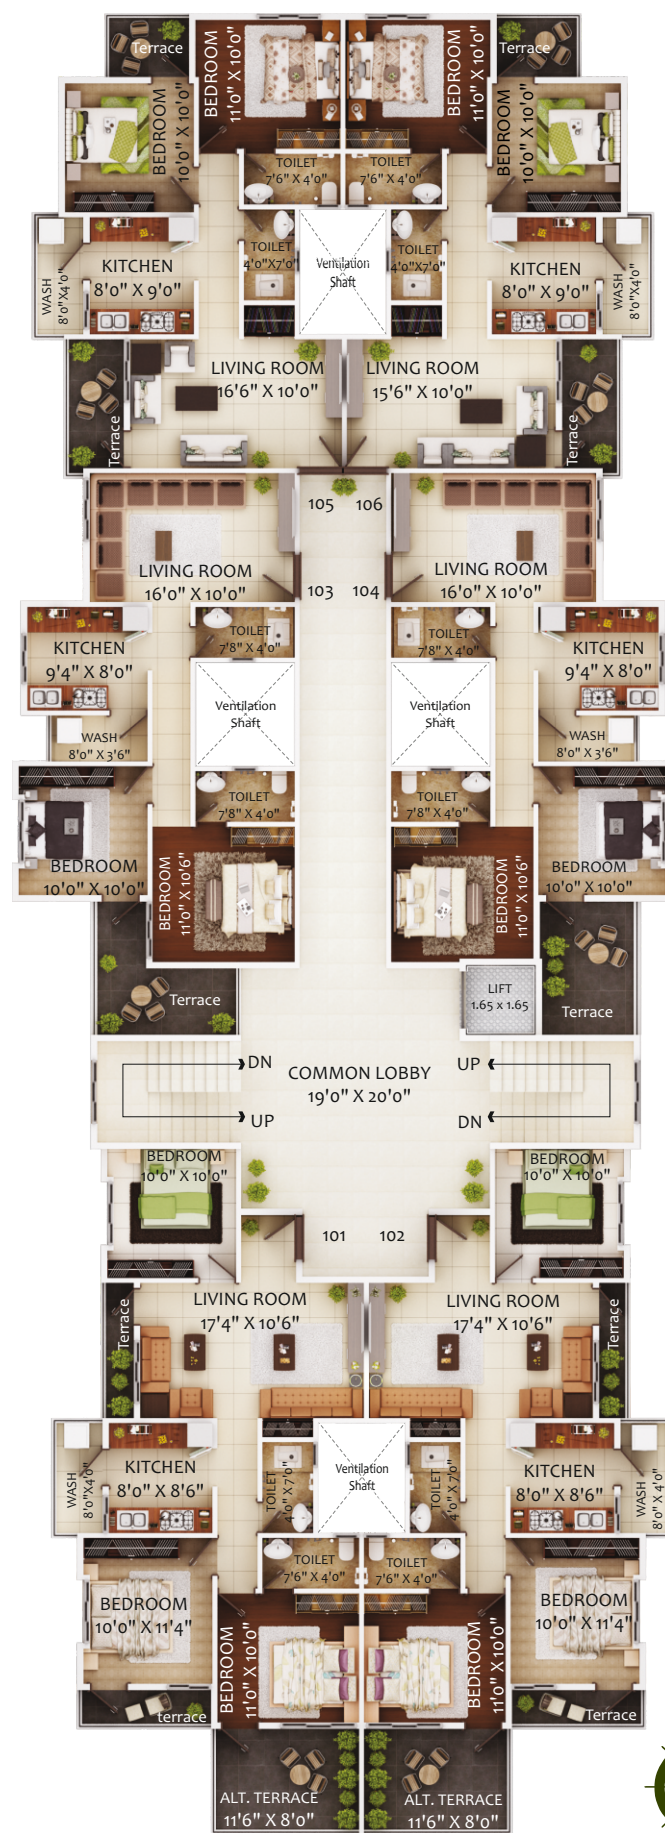 Terrace
BEDROOM
11'0" X 10'0"
BEDROOM
11'0" X 10'0"
Terrace
BEDROOM
10'0" X 10'0"
BEDROOM
10'0" X 10'0"
TOILET
7'6" X 4'0"
TOILET
7'6" X 4'0"
WASH
8'0"X4'0"
KITCHEN
8'0" X 9'0"
TOILET
4'0"X7'0"
Ventilation
Shaft
TOILET
4'0"X7'0"
KITCHEN
8'0" X 9'0"
WASH
8'0"X4'0"
LIVING ROOM
16'6" X 10'0"
LIVING ROOM
15'6" X 10'0"
Terrace
Terrace
105
106
LIVING ROOM
16'0" X 10'0"
103
104
LIVING ROOM
16'0" X 10'0"
KITCHEN
9'4" X 8'0"
TOILET
7'8" X 4'0"
TOILET
7'8" X 4'0"
KITCHEN
9'4" X 8'0"
Ventilation
Shaft
Ventilation
Shaft
WASH
8'0" X 3'6"
WASH
8'0" X 3'6"
TOILET
7'8" X 4'0"
TOILET
7'8" X 4'0"
BEDROOM
10'0" X 10'0"
BEDROOM
11'0" X 10'6"
BEDROOM
11'0" X 10'6"
BEDROOM
10'0" X 10'0"
Terrace
LIFT
1.65 x 1.65
Terrace
DN
COMMON LOBBY
19'0" X 20'0"
UP
UP
DN
BEDROOM
10'0" X 10'0"
BEDROOM
10'0" X 10'0"
101
102
LIVING ROOM
17'4" X 10'6"
LIVING ROOM
17'4" X 10'6"
Terrace
Terrace
WASH
8'0"X4'0"
KITCHEN
8'0" X 8'6"
TOILET
4'0" X 7'0"
Ventilation
Shaft
TOILET
4'0" X 7'0"
KITCHEN
8'0" X 8'6"
WASH
8'0" X 4'0"
TOILET
7'6" X 4'0"
TOILET
7'6" X 4'0"
BEDROOM
10'0" X 11'4"
BEDROOM
11'0" X 10'0"
BEDROOM
11'0" X 10'0"
BEDROOM
10'0" X 11'4"
terrace
Terrace
ALT. TERRACE
11'6" X 8'0"
ALT. TERRACE
11'6" X 8'0"